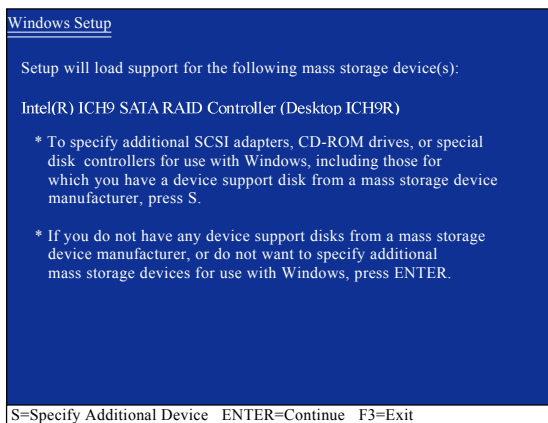 Windows Setup
Setup will load support for the following mass storage device(s):
Intel(R) ICH9 SATA RAID Controller (Desktop ICH9R)
* To specify additional SCSI adapters, CD-ROM drives, or special
disk controllers for use with Windows, including those for
which you have a device support disk from a mass storage device
manufacturer, press S.
* If you do not have any device support disks from a mass storage
device manufacturer, or do not want to specify additional
mass storage devices for use with Windows, press ENTER.
S=Specify Additional Device ENTER=Continue F3=Exit